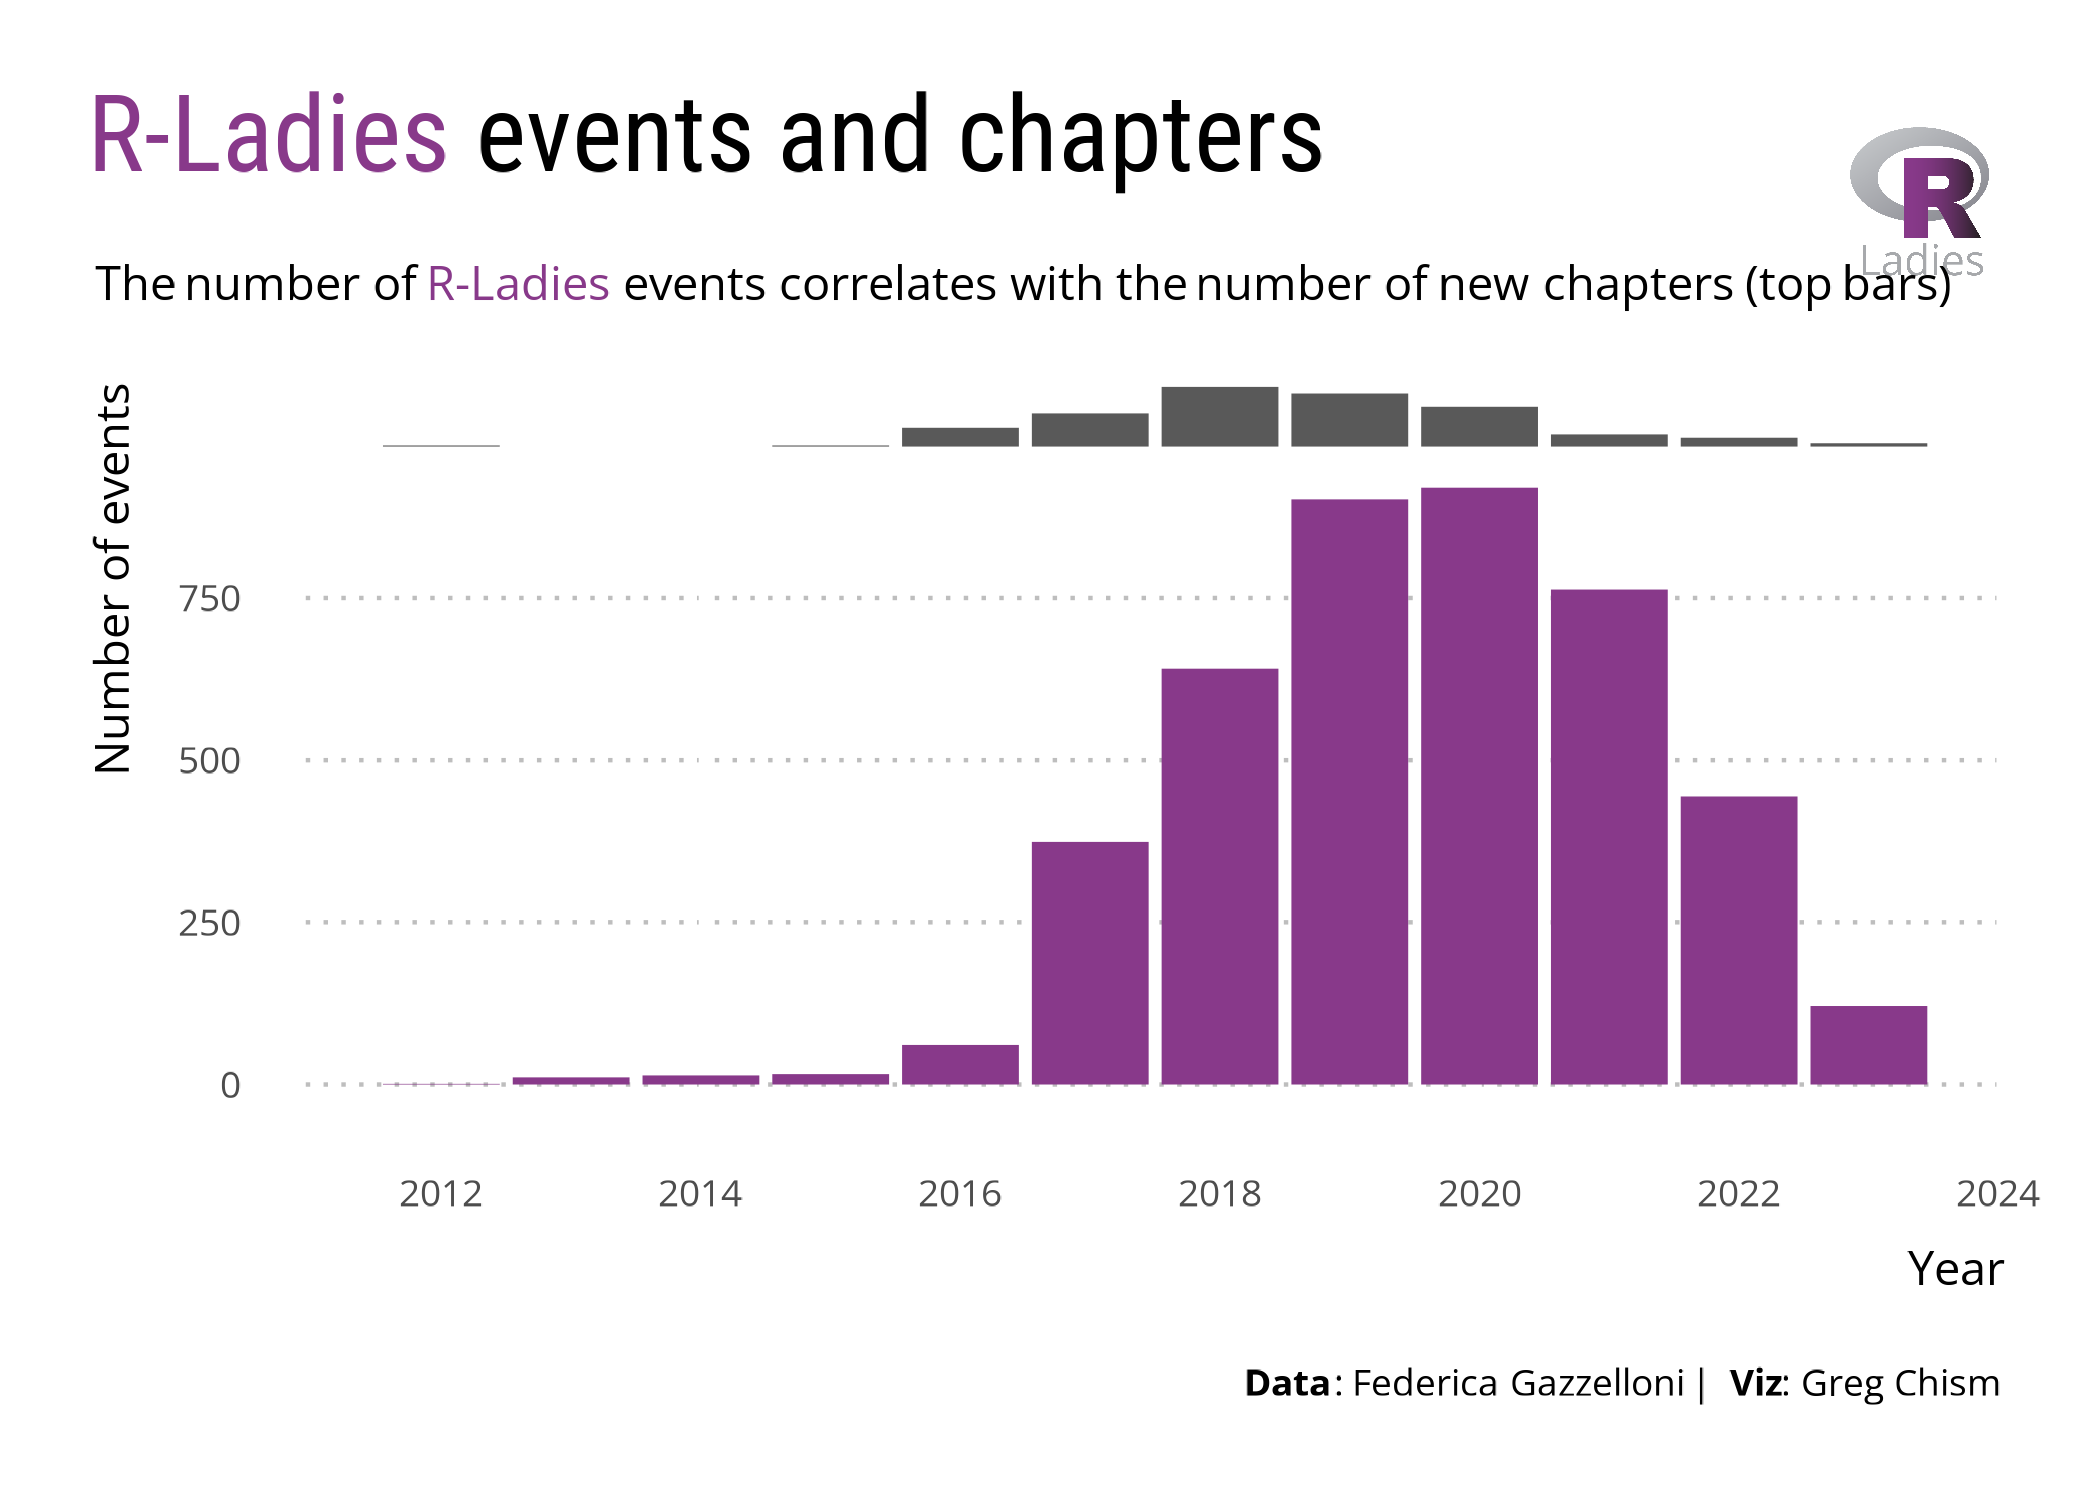 R-Ladies events and chapters
R
Ladies
The number of R-Ladies events correlates with the number of new chapters (top bars)
Number of events
750
500
250
0
2012 2014 2016 2018 2020 2022 2024
Year
Data: Federica Gazzelloni | Viz: Greg Chism